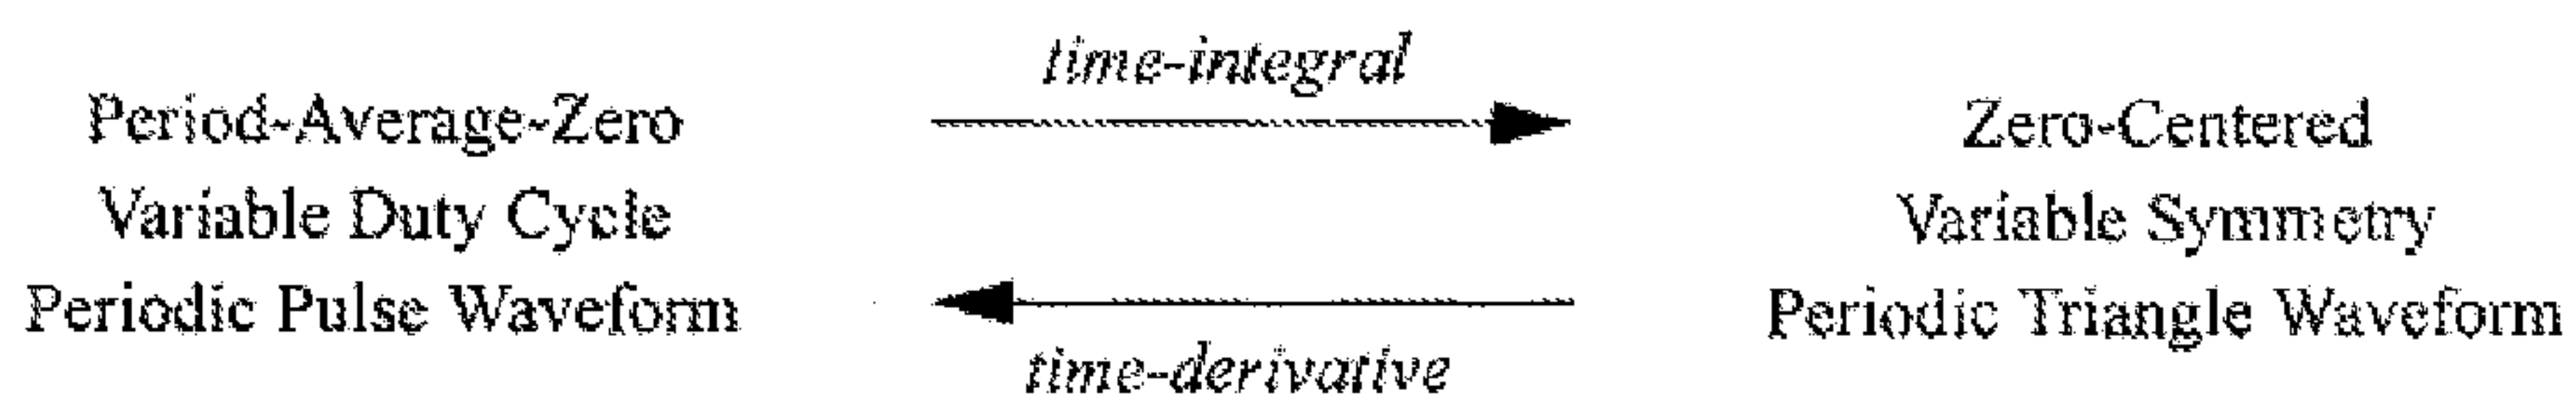 time-integral
Period-Average-Zero
Variable Duty Cycle
Periodic Pulse Waveform
Zero-Centered
Variable Symmetry
Periodic Triangle Waveform
time-derivative